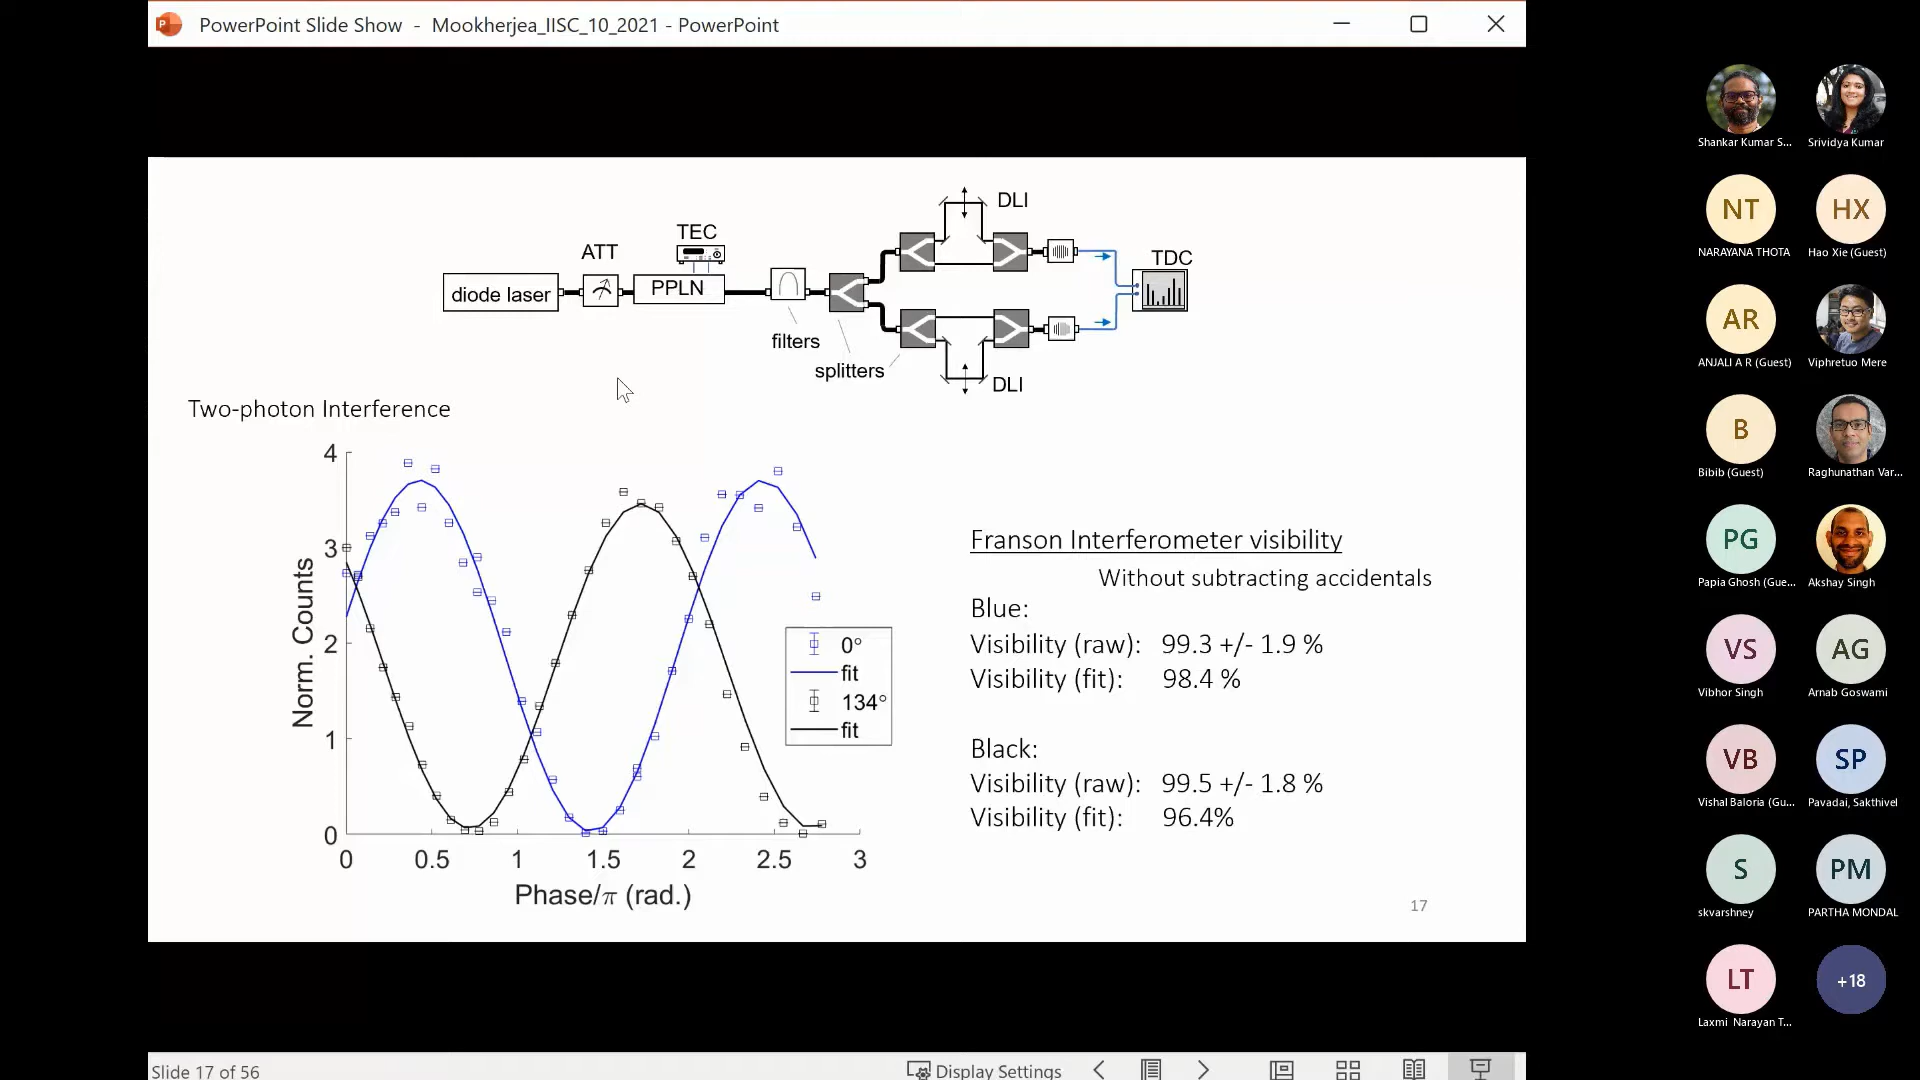 PowerPoint Slide Show - Mookherjea_IISC_10_2021 - PowerPoint
DLI
TEC
ATT
TDC
diode laser
PPLN
filters
splitters
DLI
Two-photon Interference
4
3
2
1
0
Norm. Counts
0 0.5 1 1.5 2 2.5 3
Phase/π (rad.)
0°
fit
134°
fit
Franson Interferometer visibility
Without subtracting accidentals
Blue:
Visibility (raw): 99.3 +/- 1.9 %
Visibility (fit): 98.4 %
Black:
Visibility (raw): 99.5 +/- 1.8 %
Visibility (fit): 96.4%
17
Slide 17 of 56
Display Settings
Shankar Kumar S...
Srividya Kumar
NT
HX
NARAYANA THOTA
Hao Xie (Guest)
AR
ANJALI A R (Guest)
Viphretuo Mere
B
Bibib (Guest)
Raghunathan Var...
PG
Papia Ghosh (Gue...
Akshay Singh
VS
AG
Vibhor Singh
Arnab Goswami
VB
SP
Vishal Baloria (Gu...
Pavadai, Sakthivel
S
PM
skvarshney
PARTHA MONDAL
LT
+18
Laxmi Narayan T...